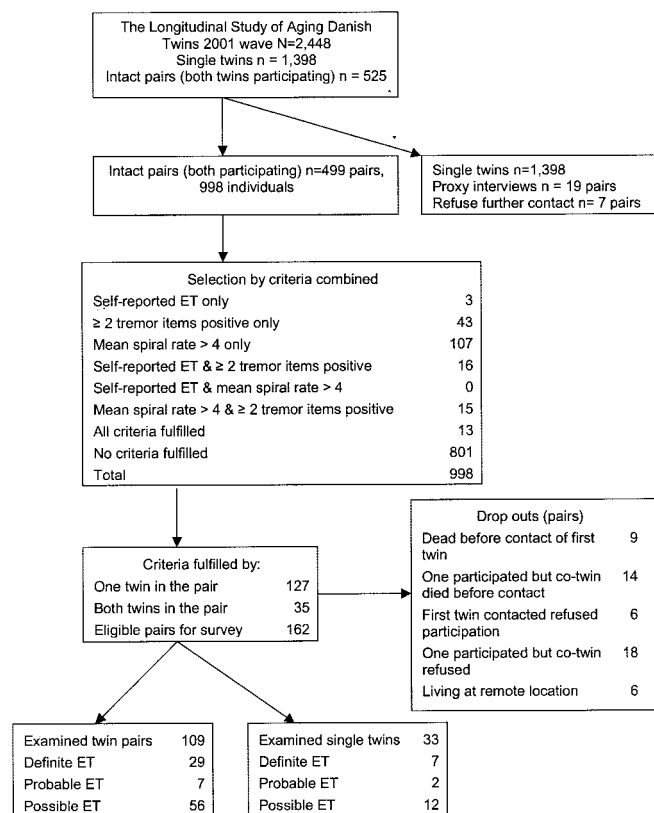 The Longitudinal Study of Aging Danish
Twins 2001 wave N=2,448
Single twins n = 1,398
Intact pairs (both twins participating) n = 525
Intact pairs (both participating) n=499 pairs,
998 individuals
Single twins n=1,398
Proxy interviews n = 19 pairs
Refuse further contact n= 7 pairs
Selection by criteria combined
Self-reported ET only 3
≥ 2 tremor items positive only 43
Mean spiral rate > 4 only 107
Self-reported ET & ≥ 2 tremor items positive 16
Self-reported ET & mean spiral rate > 4 0
Mean spiral rate > 4 & ≥ 2 tremor items positive 15
All criteria fulfilled 13
No criteria fulfilled 801
Total 998
Criteria fulfilled by:
One twin in the pair 127
Both twins in the pair 35
Eligible pairs for survey 162
Drop outs (pairs)
Dead before contact of first 9
twin
One participated but co-twin 14
died before contact
First twin contacted refused 6
participation
One participated but co-twin 18
refused
Living at remote location 6
Examined twin pairs 109
Definite ET 29
Probable ET 7
Possible ET 56
Examined single twins 33
Definite ET 7
Probable ET 2
Possible ET 12